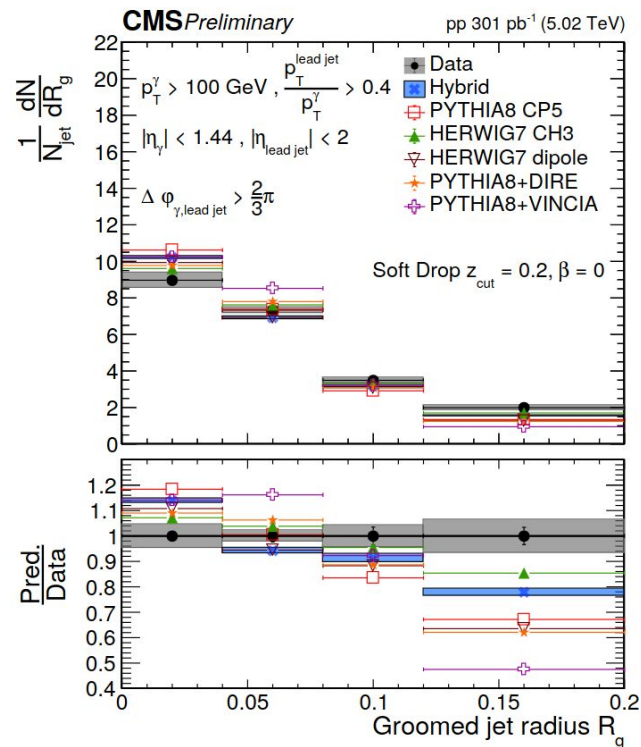 CMS Preliminary pp 301 pb⁻¹ (5.02 TeV)
1/N_jet dN/dR_g
22
20
18
16
14
12
10
8
6
4
2
0
p_T^γ > 100 GeV , p_T^lead jet / p_T^γ > 0.4
|η_γ| < 1.44 , |η_lead jet| < 2
Δ φ_γ,lead jet > 2/3 π
Data
Hybrid
PYTHIA8 CP5
HERWIG7 CH3
HERWIG7 dipole
PYTHIA8+DIRE
PYTHIA8+VINCIA
Soft Drop z_cut = 0.2, β = 0
Pred. / Data
1.2
1.1
1
0.9
0.8
0.7
0.6
0.5
0.4
0 0.05 0.1 0.15 0.2
Groomed jet radius R_g